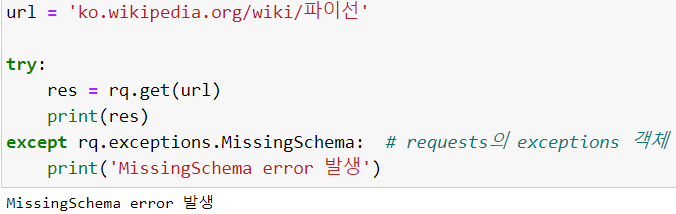 url = 'ko.wikipedia.org/wiki/파이선'
try:
    res = rq.get(url)
    print(res)
except rq.exceptions.MissingSchema:  # requests의 exceptions 객체
    print('MissingSchema error 발생')
MissingSchema error 발생